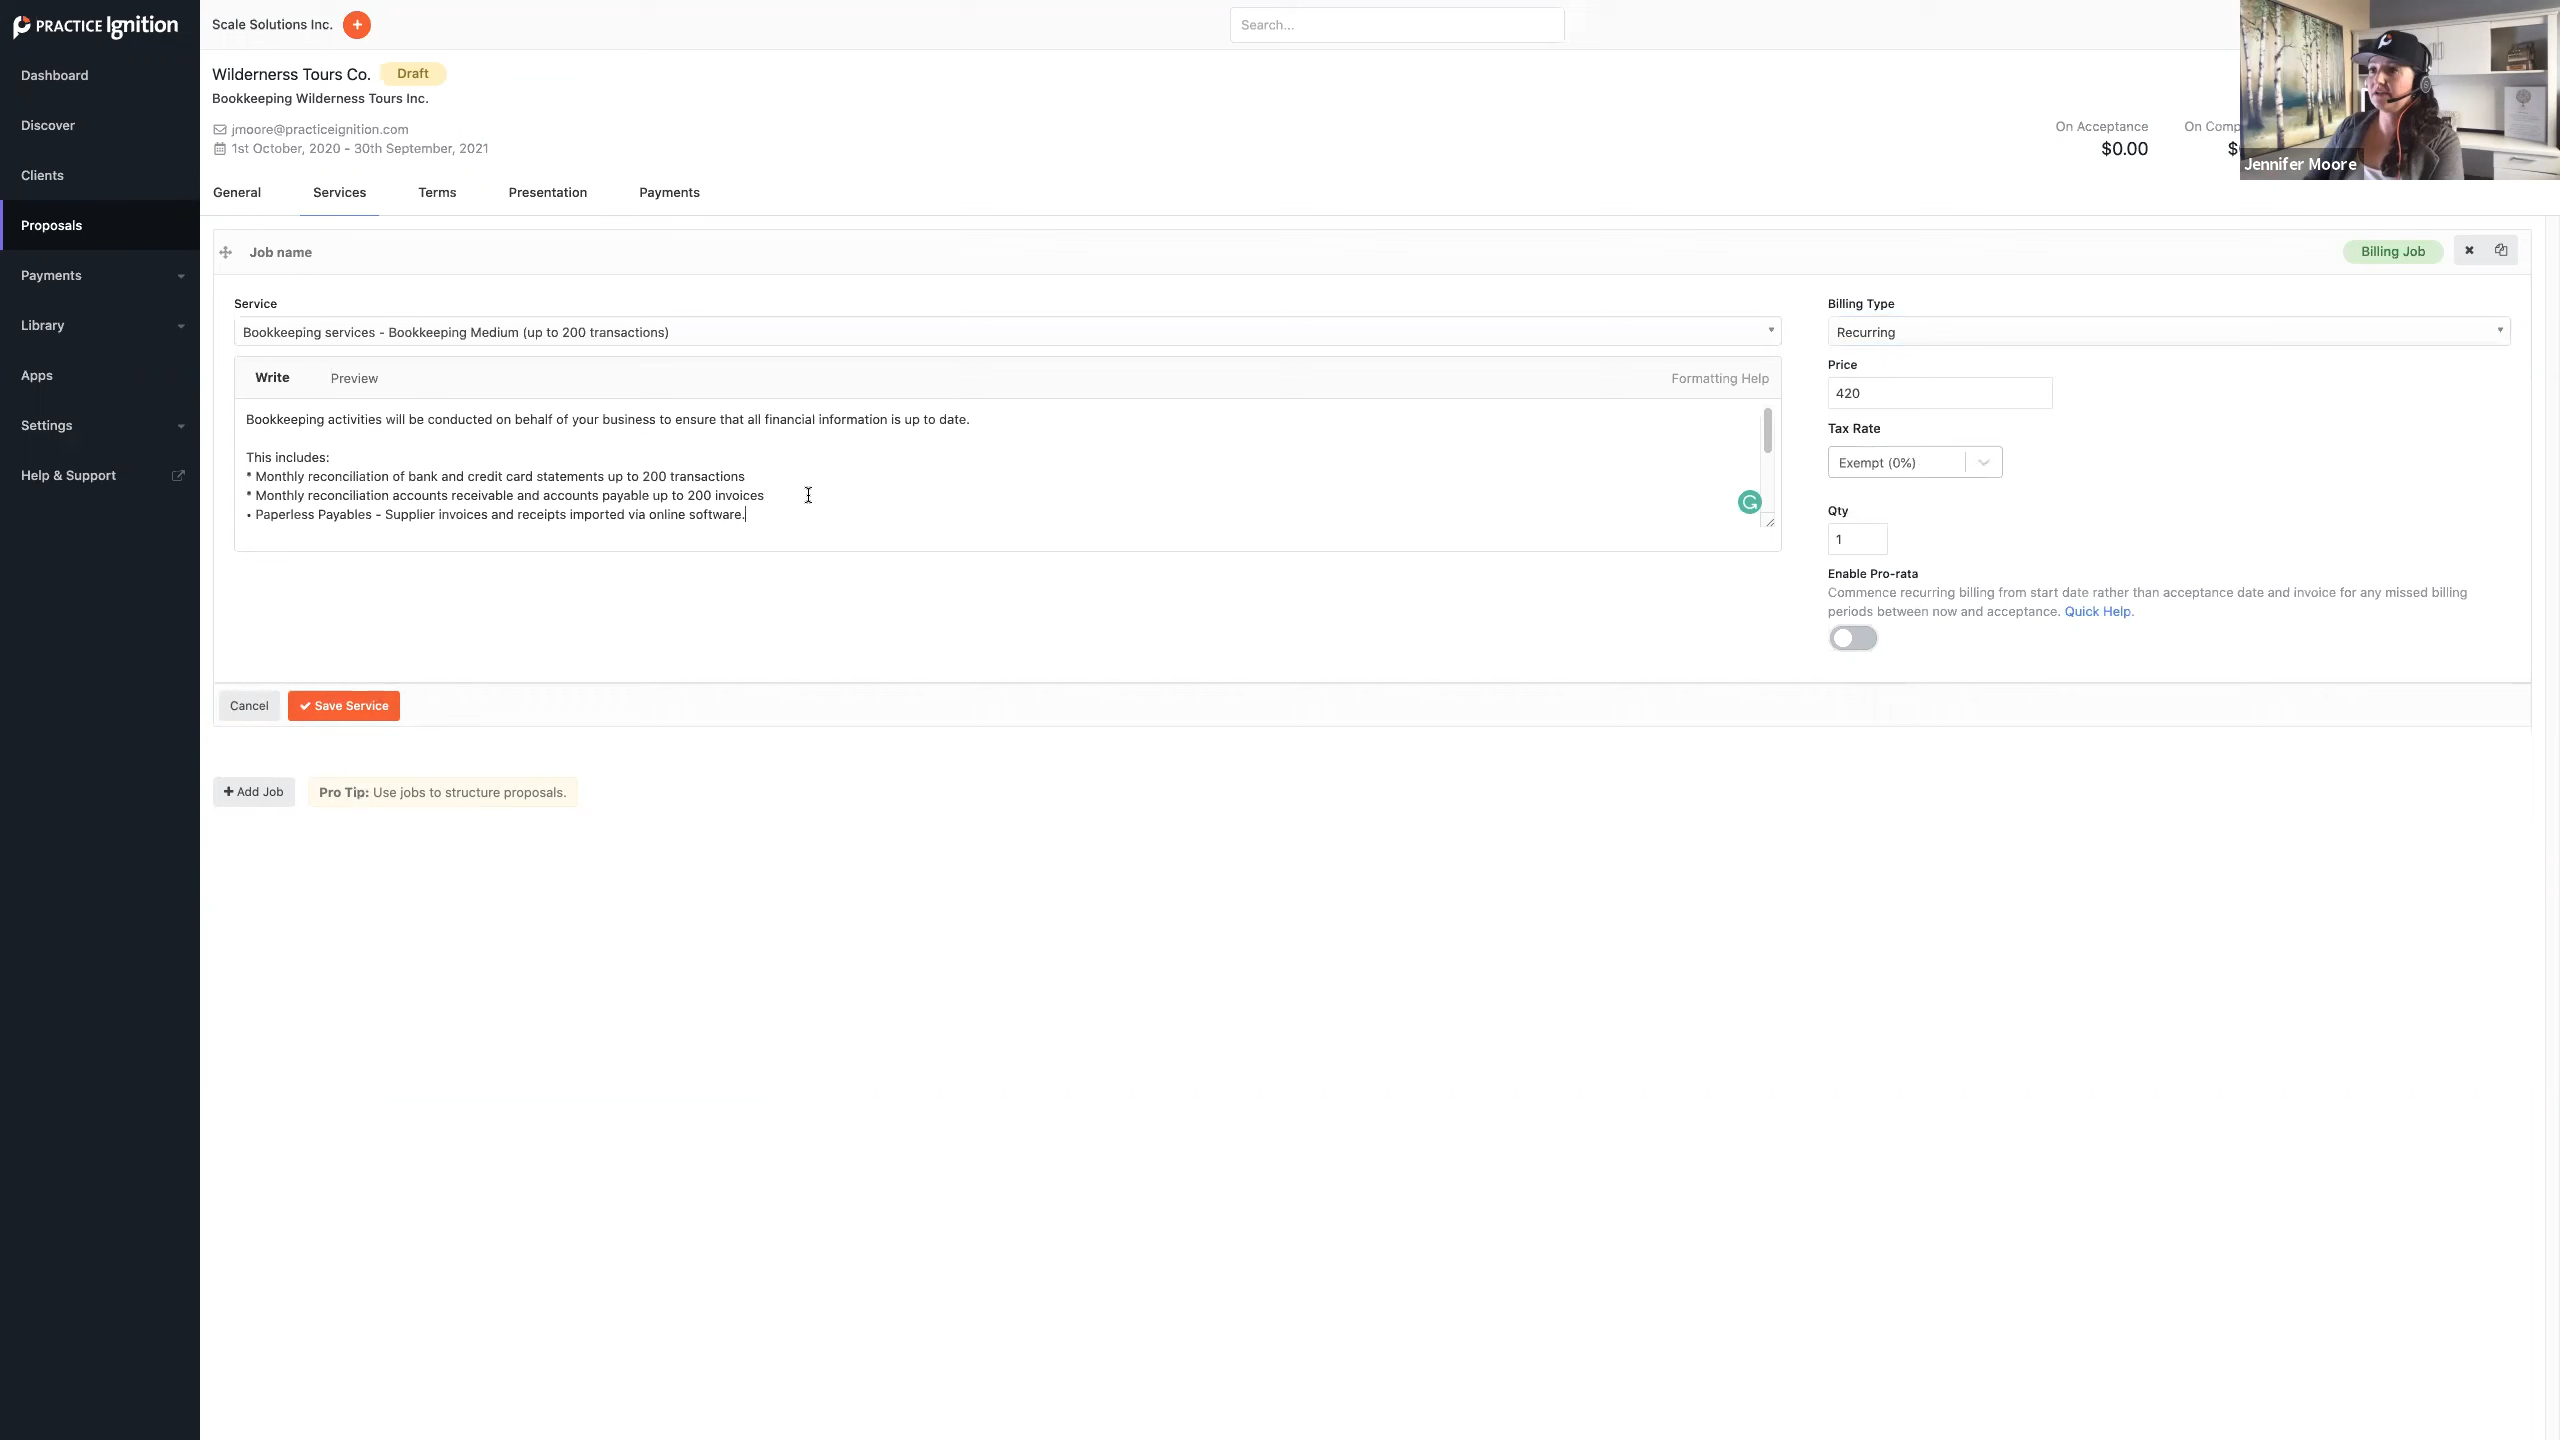 PRACTICE Ignition
Scale Solutions Inc.
Search...
Dashboard
Discover
Clients
Proposals
Payments
Library
Apps
Settings
Help & Support
Wildernerss Tours Co. Draft
Bookkeeping Wilderness Tours Inc.
jmoore@practiceignition.com
1st October, 2020 - 30th September, 2021
On Acceptance
$0.00
On Comp
$
Jennifer Moore
General Services Terms Presentation Payments
Job name
Billing Job
Service
Bookkeeping services - Bookkeeping Medium (up to 200 transactions)
Write Preview Formatting Help
Bookkeeping activities will be conducted on behalf of your business to ensure that all financial information is up to date.
This includes:
* Monthly reconciliation of bank and credit card statements up to 200 transactions
* Monthly reconciliation accounts receivable and accounts payable up to 200 invoices
• Paperless Payables - Supplier invoices and receipts imported via online software.
Billing Type
Recurring
Price
420
Tax Rate
Exempt (0%)
Qty
1
Enable Pro-rata
Commence recurring billing from start date rather than acceptance date and invoice for any missed billing
periods between now and acceptance. Quick Help.
Cancel Save Service
+ Add Job
Pro Tip: Use jobs to structure proposals.